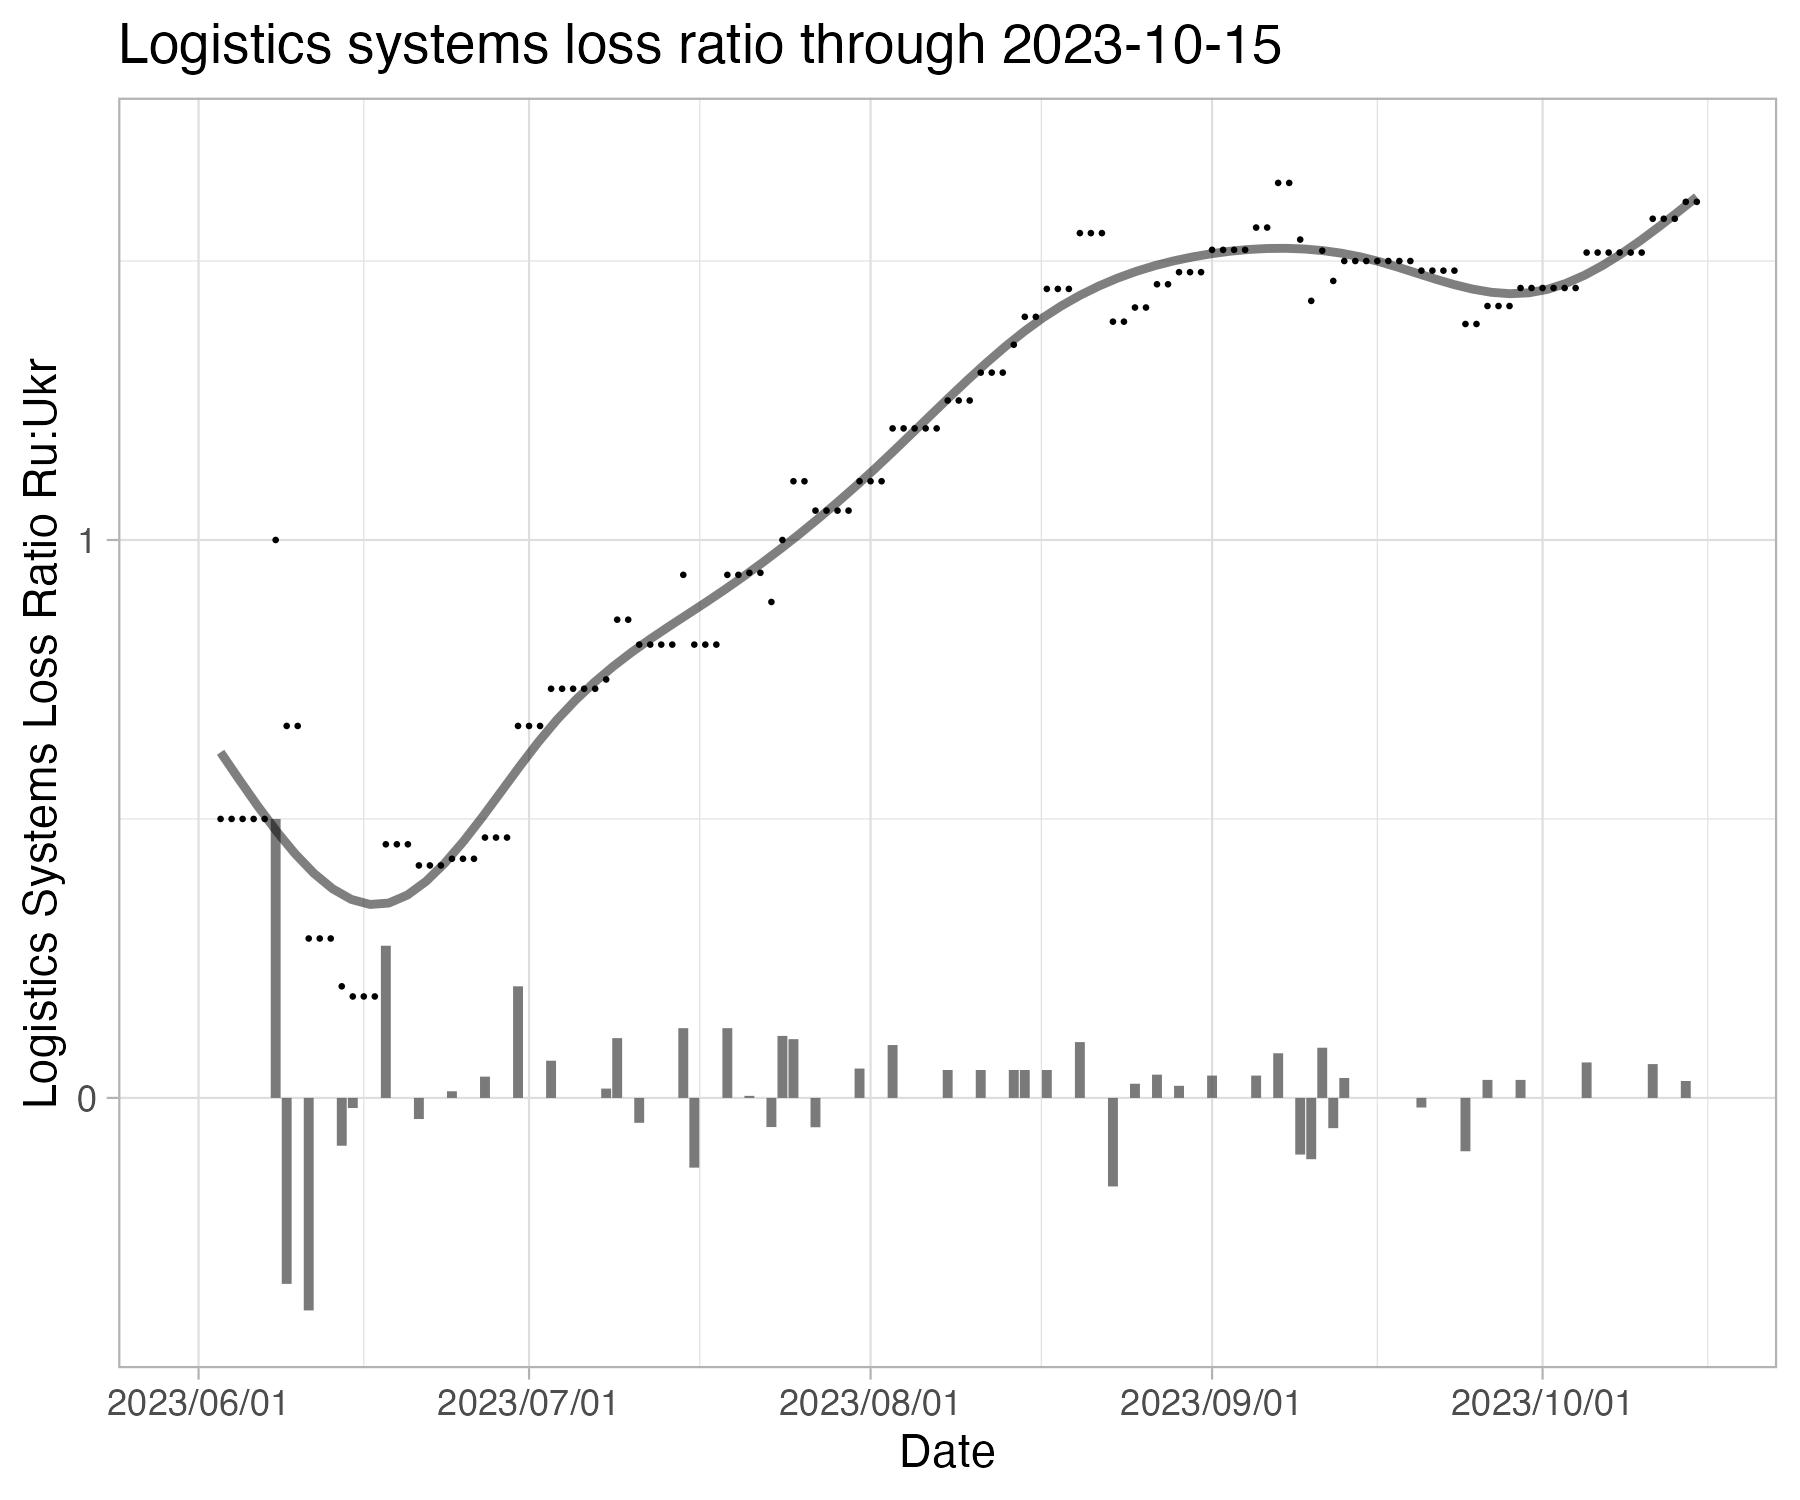 Logistics systems loss ratio through 2023-10-15
Logistics Systems Loss Ratio Ru:Ukr
1
0
2023/06/01
2023/07/01
2023/08/01
2023/09/01
2023/10/01
Date